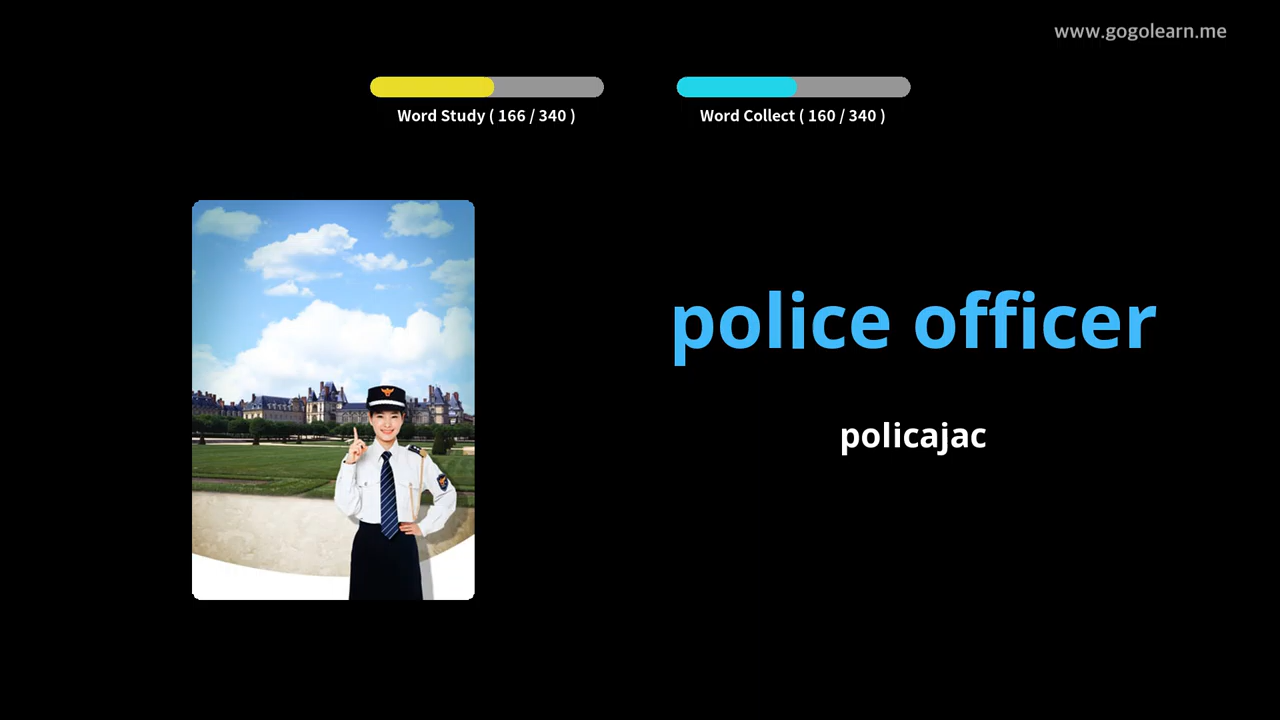 www.gogolearn.me
Word Study ( 166 / 340 )
Word Collect ( 160 / 340 )
police officer
policajac